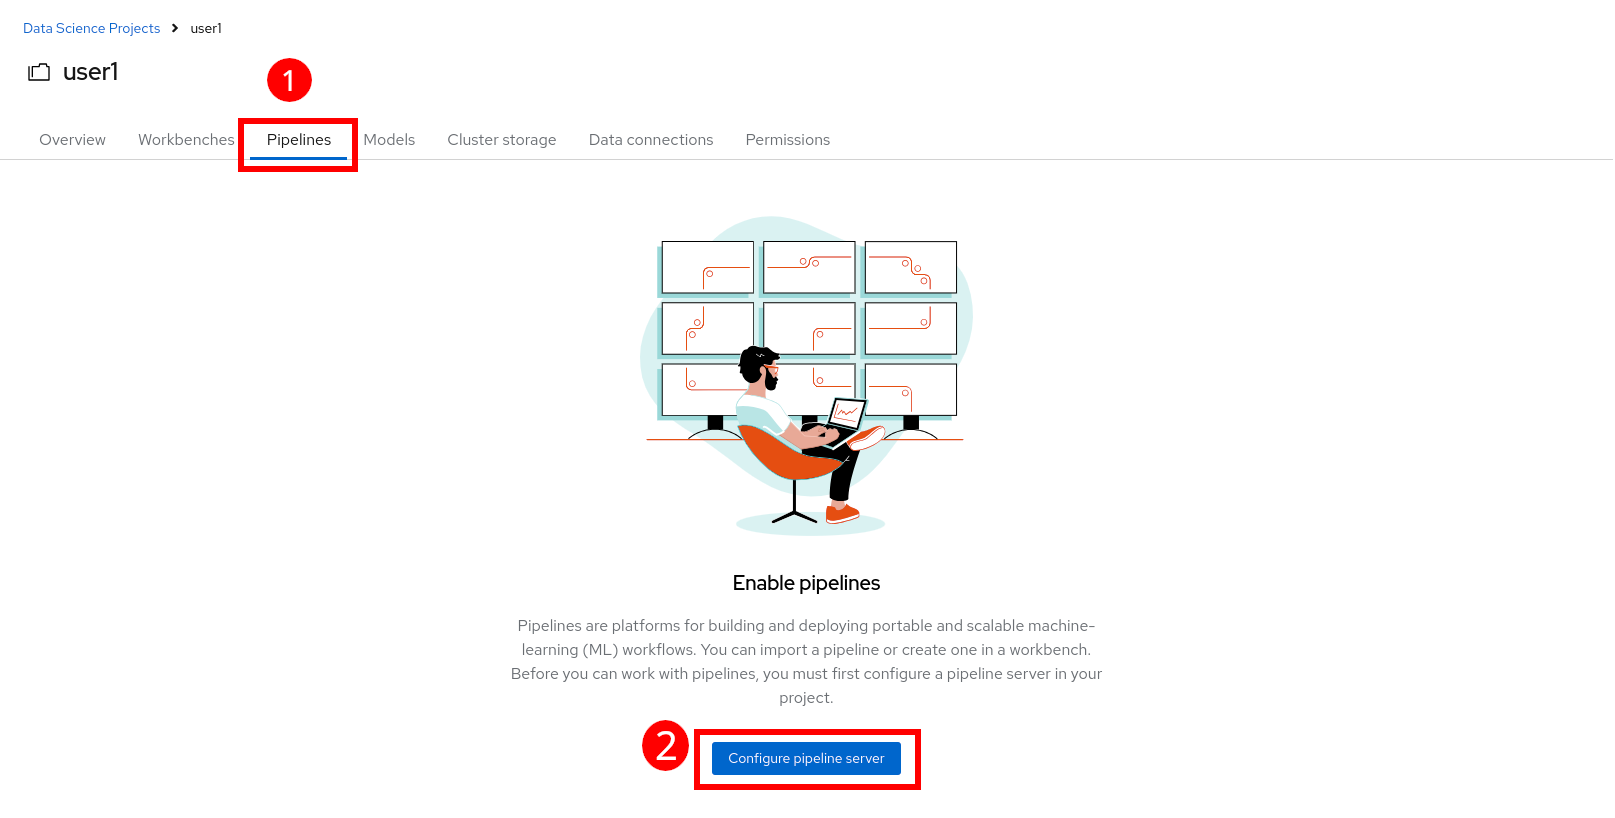 Data Science Projects > user1
user1
1
Overview Workbenches Pipelines Models Cluster storage Data connections Permissions
Enable pipelines
Pipelines are platforms for building and deploying portable and scalable machine-
learning (ML) workflows. You can import a pipeline or create one in a workbench.
Before you can work with pipelines, you must first configure a pipeline server in your
project.
2
Configure pipeline server